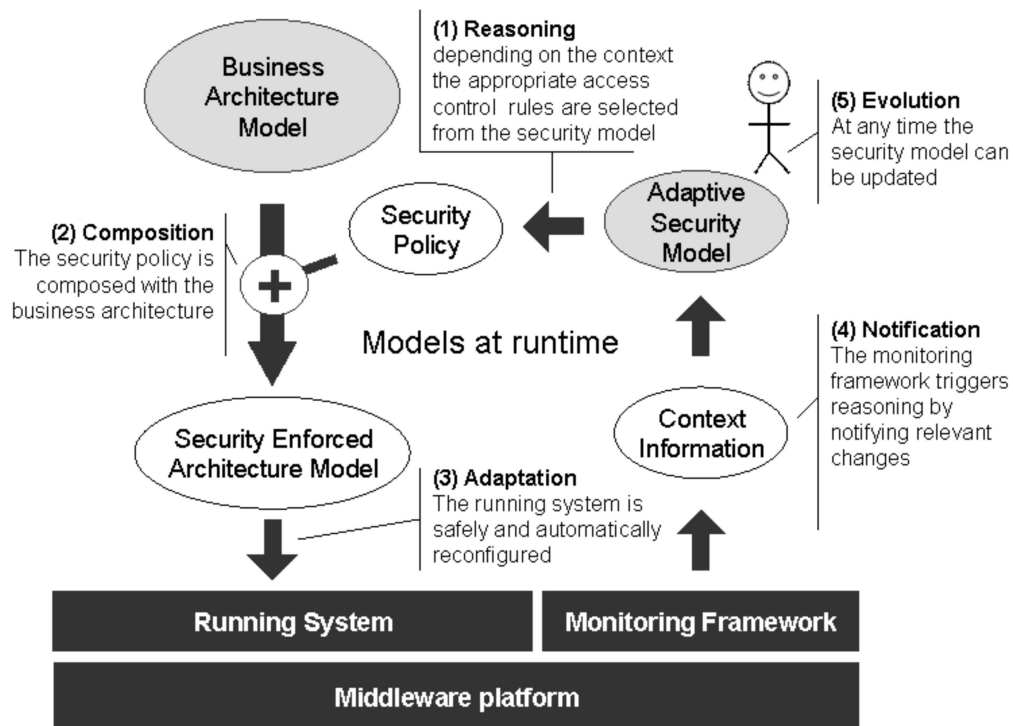 Business
Architecture
Model
(1) Reasoning
depending on the context
the appropriate access
control rules are selected
from the security model
(5) Evolution
At any time the
security model can
be updated
Adaptive
Security
Model
Security
Policy
(2) Composition
The security policy is
composed with the
business architecture
+
Models at runtime
(4) Notification
The monitoring
framework triggers
reasoning by
notifying relevant
changes
Context
Information
Security Enforced
Architecture Model
(3) Adaptation
The running system is
safely and automatically
reconfigured
Running System
Monitoring Framework
Middleware platform